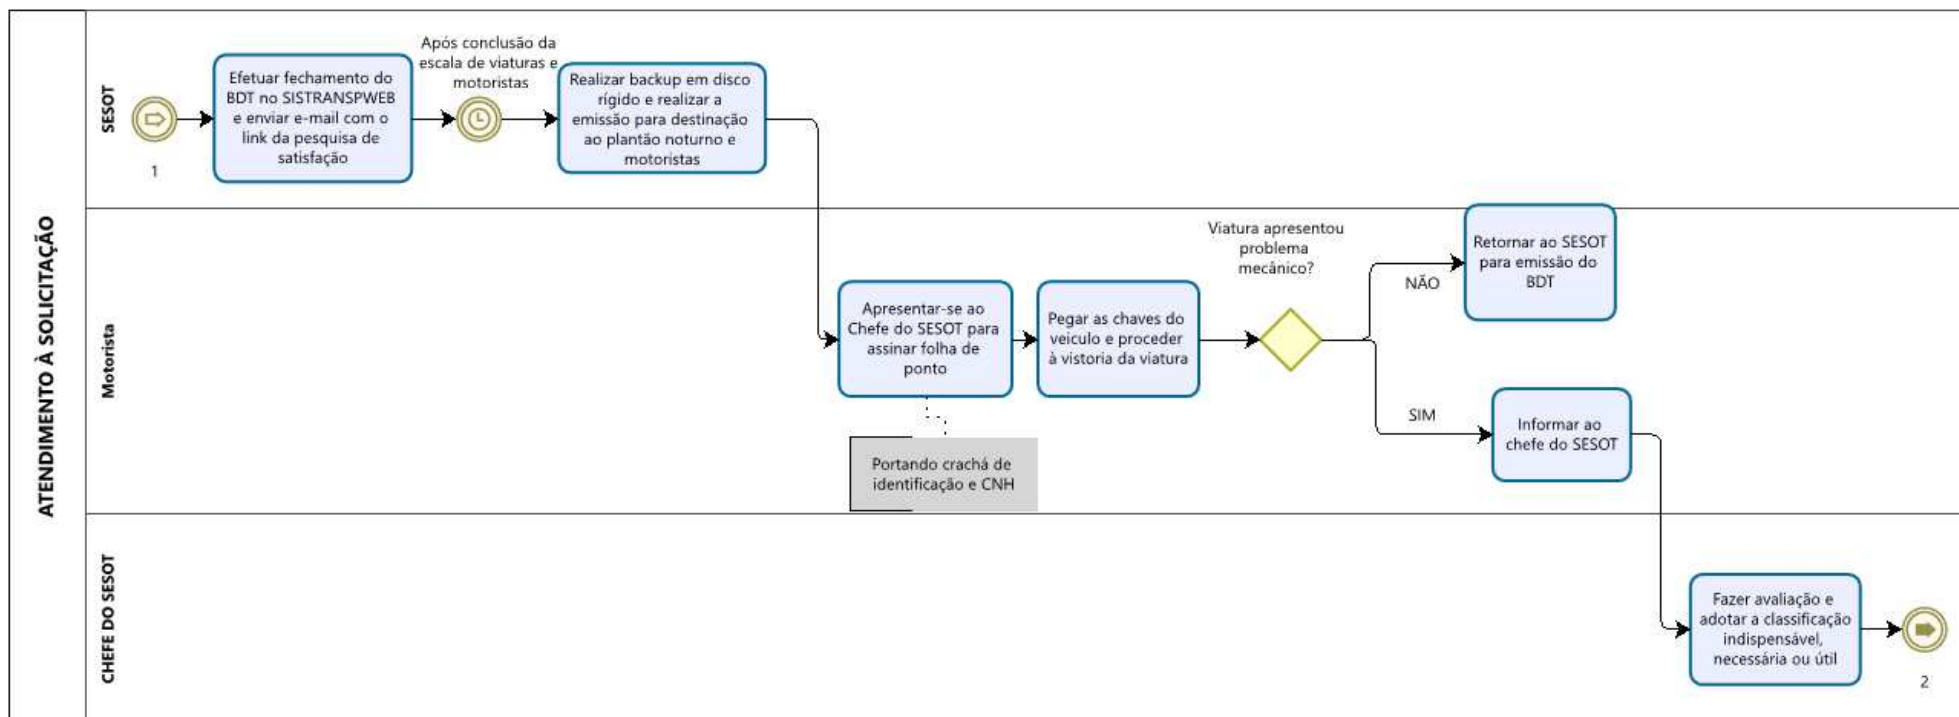 ATENDIMENTO À SOLICITAÇÃO
SESOT
1
Efetuar fechamento do
BDT no SISTRANSPWEB
e enviar e-mail com o
link da pesquisa de
satisfação
Após conclusão da
escala de viaturas e
motoristas
Realizar backup em disco
rígido e realizar a
emissão para destinação
ao plantão noturno e
motoristas
Motorista
Apresentar-se ao
Chefe do SESOT para
assinar folha de
ponto
Portando crachá de
identificação e CNH
Pegar as chaves do
veiculo e proceder
à vistoria da viatura
Viatura apresentou
problema
mecânico?
NÃO
Retornar ao SESOT
para emissão do
BDT
SIM
Informar ao
chefe do SESOT
CHEFE DO SESOT
Fazer avaliação e
adotar a classificação
indispensável,
necessária ou útil
2